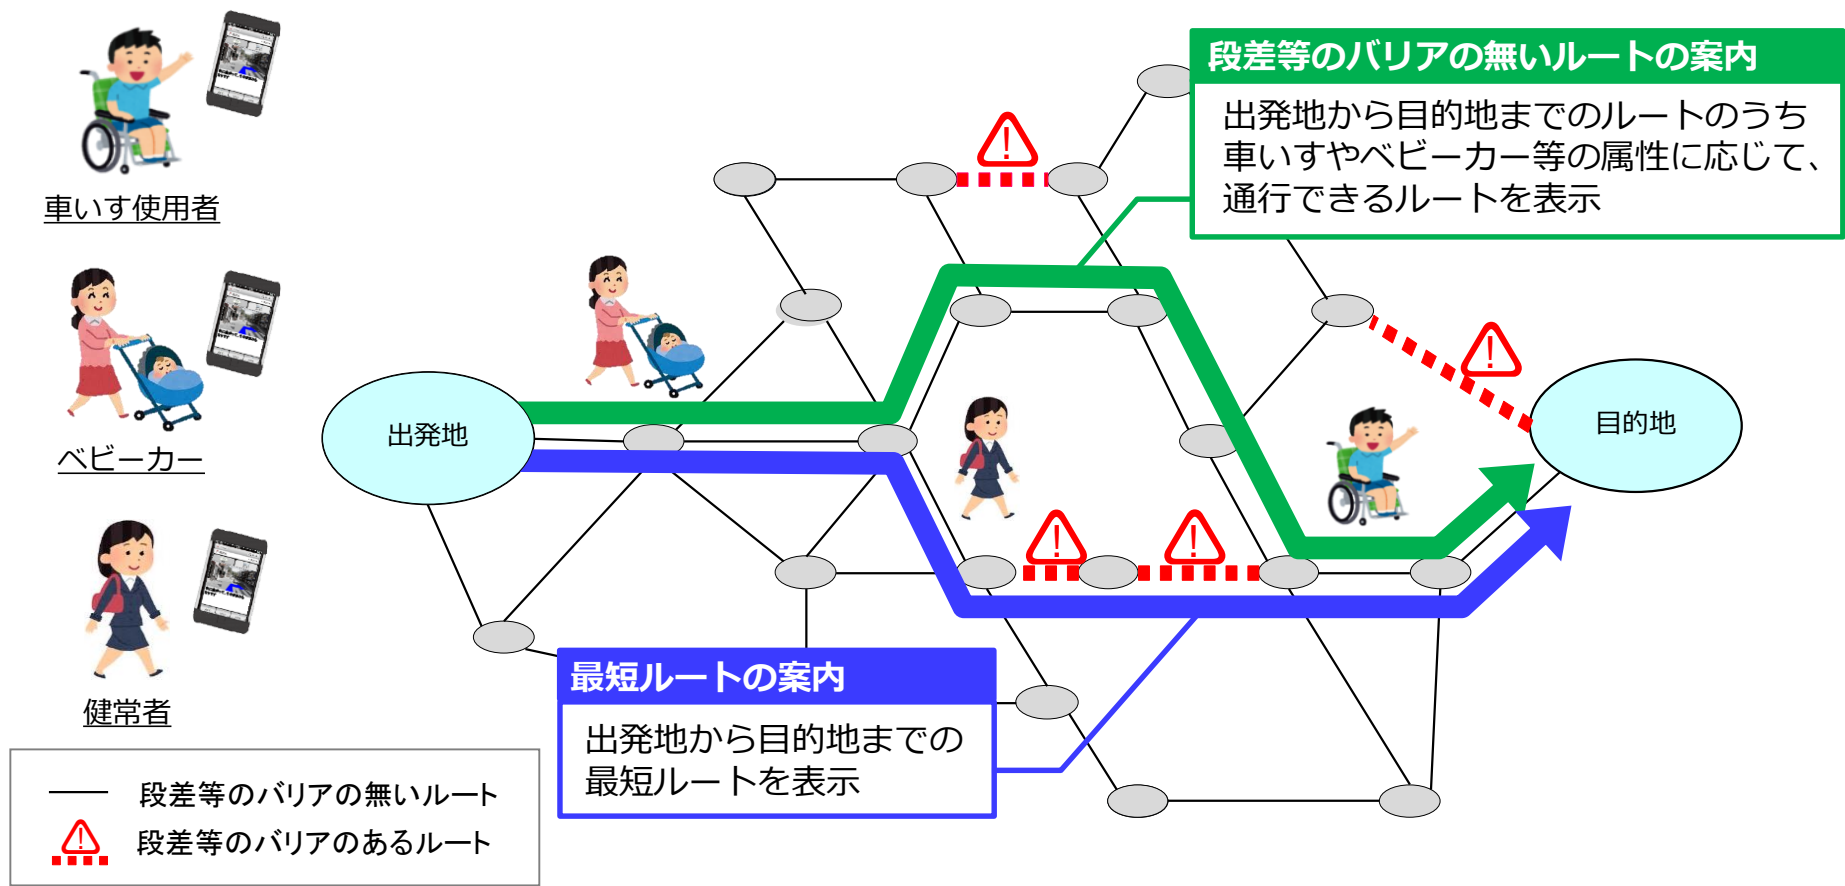 車いす使用者
ベビーカー
健常者
段差等のバリアの無いルートの案内
出発地から目的地までのルートのうち
車いすやベビーカー等の属性に応じて、
通行できるルートを表示
出発地
目的地
最短ルートの案内
出発地から目的地までの
最短ルートを表示
段差等のバリアの無いルート
段差等のバリアのあるルート